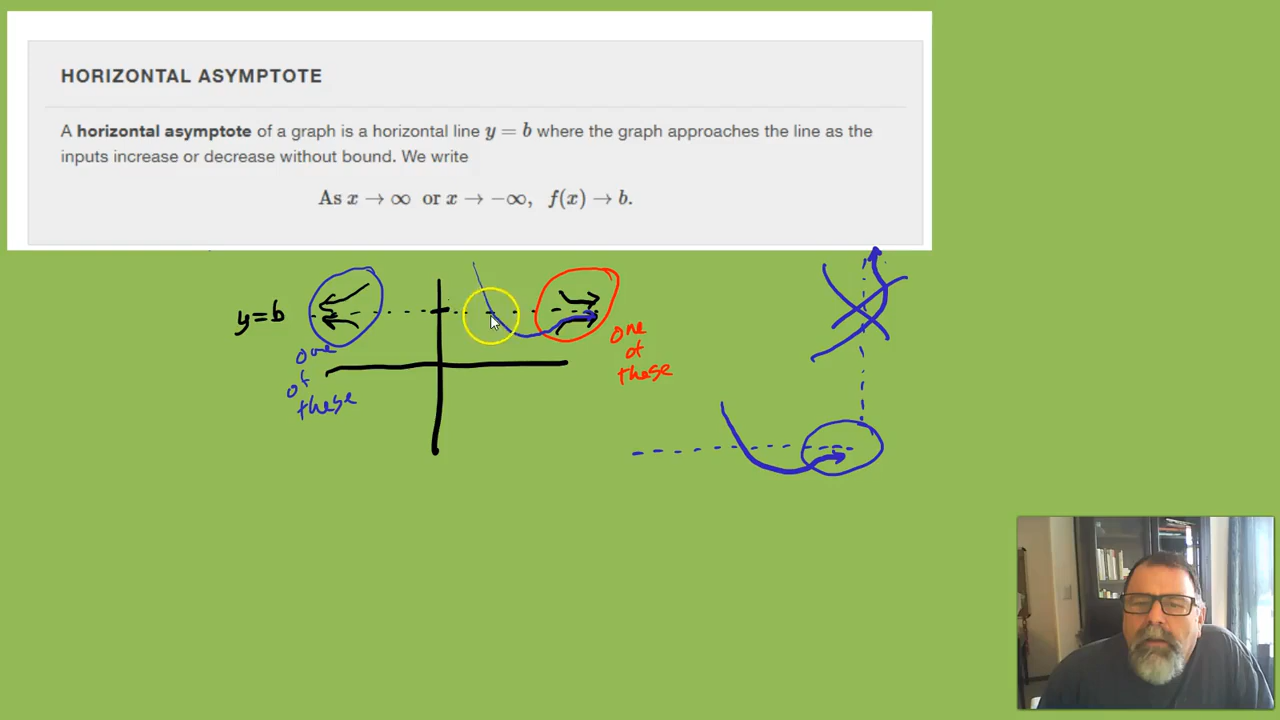 HORIZONTAL ASYMPTOTE
A horizontal asymptote of a graph is a horizontal line y = b where the graph approaches the line as the
inputs increase or decrease without bound. We write
As x → ∞ or x → −∞, f(x) → b.
y=b
one
of
these
one
of
these